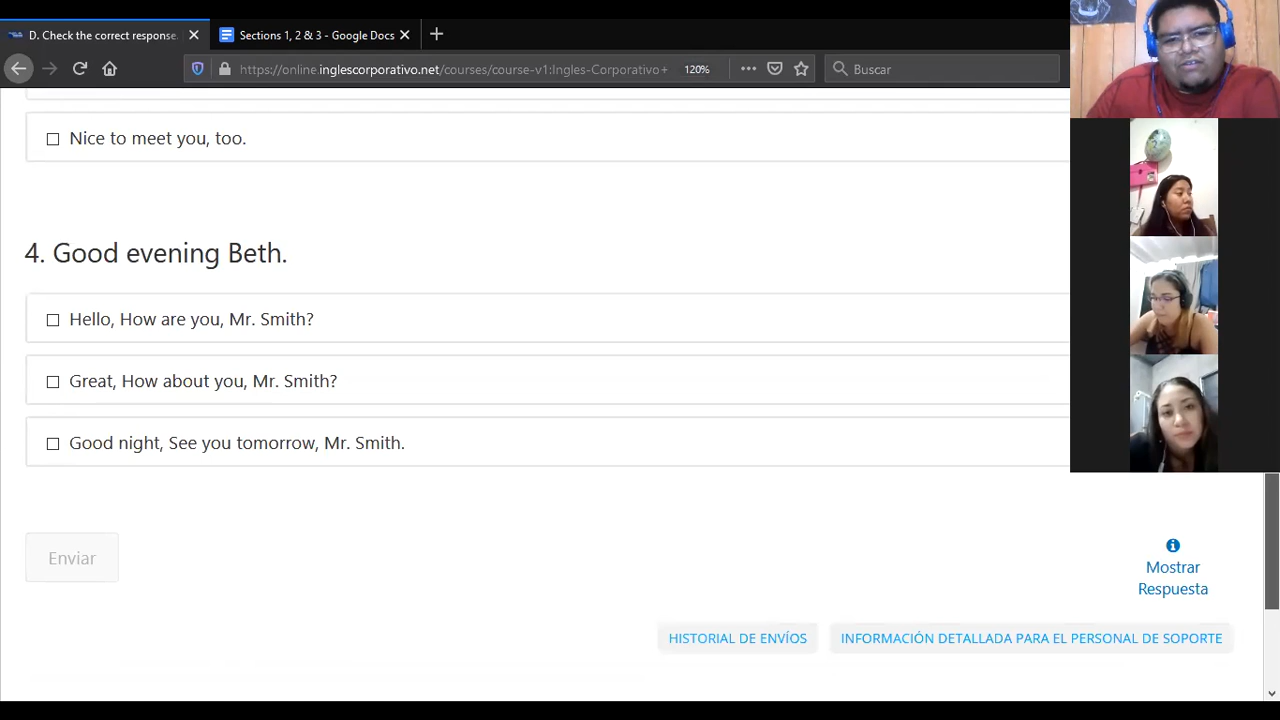 D. Check the correct response.
Sections 1, 2 & 3 - Google Docs
https://online.inglescorporativo.net/courses/course-v1:Ingles-Corporativo+
120%
Buscar
Nice to meet you, too.
4. Good evening Beth.
Hello, How are you, Mr. Smith?
Great, How about you, Mr. Smith?
Good night, See you tomorrow, Mr. Smith.
Enviar
Mostrar
Respuesta
HISTORIAL DE ENVÍOS
INFORMACIÓN DETALLADA PARA EL PERSONAL DE SOPORTE